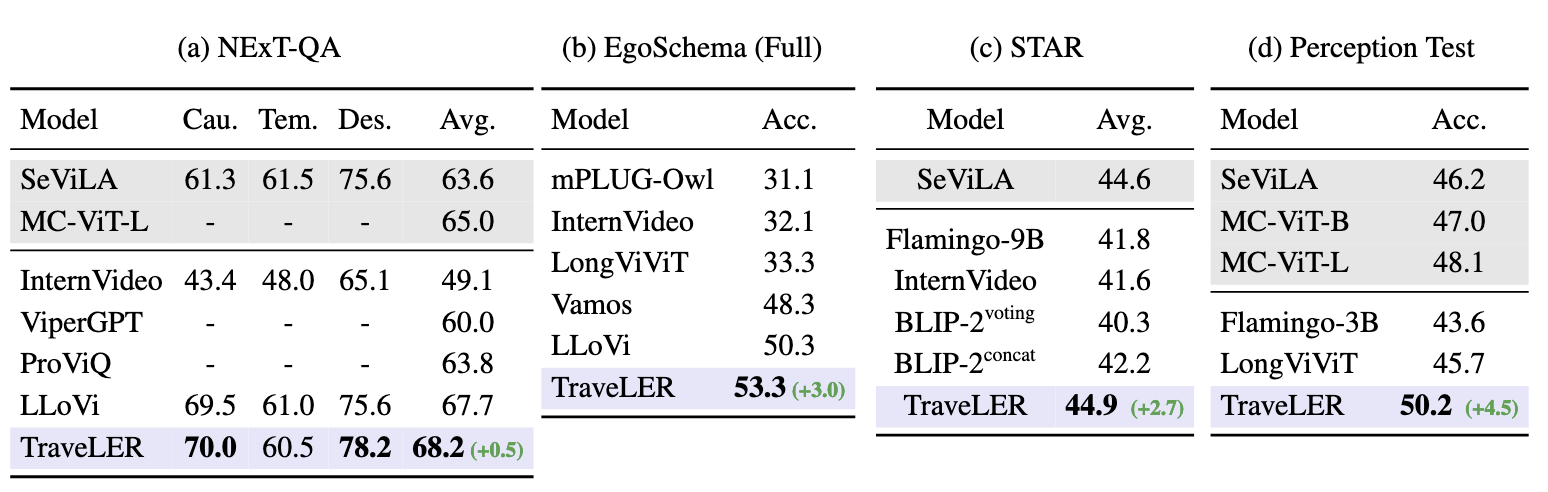 (a) NExT-QA
Model Cau. Tem. Des. Avg.
SeViLA 61.3 61.5 75.6 63.6
MC-ViT-L - - - 65.0
InternVideo 43.4 48.0 65.1 49.1
ViperGPT - - - 60.0
ProViQ - - - 63.8
LLoVi 69.5 61.0 75.6 67.7
TraveLER 70.0 60.5 78.2 68.2 (+0.5)
(b) EgoSchema (Full)
Model Acc.
mPLUG-Owl 31.1
InternVideo 32.1
LongViViT 33.3
Vamos 48.3
LLoVi 50.3
TraveLER 53.3 (+3.0)
(c) STAR
Model Avg.
SeViLA 44.6
Flamingo-9B 41.8
InternVideo 41.6
BLIP-2voting 40.3
BLIP-2concat 42.2
TraveLER 44.9 (+2.7)
(d) Perception Test
Model Acc.
SeViLA 46.2
MC-ViT-B 47.0
MC-ViT-L 48.1
Flamingo-3B 43.6
LongViViT 45.7
TraveLER 50.2 (+4.5)